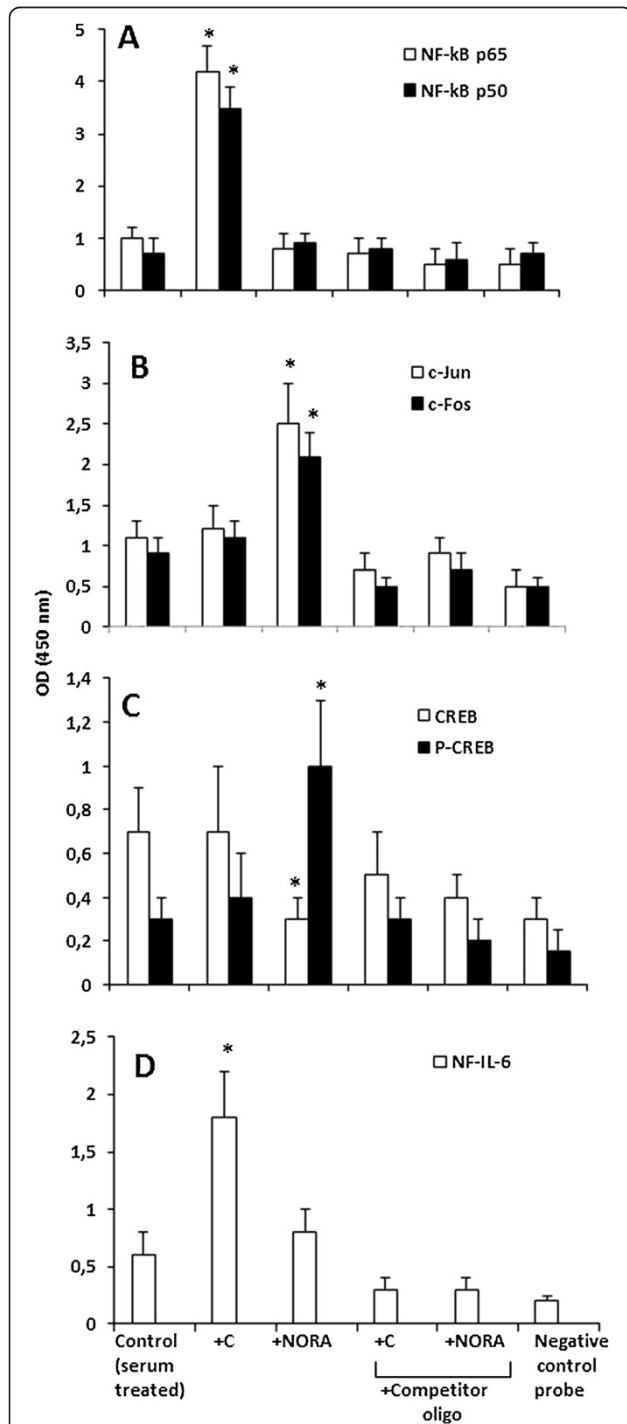 A
* *
NF-kB p65
NF-kB p50
5
4
3
2
1
0
B
* *
c-Jun
c-Fos
3,5
3
2,5
2
1,5
1
0,5
0
OD (450 nm)
C
* *
CREB
P-CREB
1,4
1,2
1
0,8
0,6
0,4
0,2
0
D
*
NF-IL-6
2,5
2
1,5
1
0,5
0
Control +C +NORA +C +NORA Negative
(serum control
treated) +Competitor probe
oligo